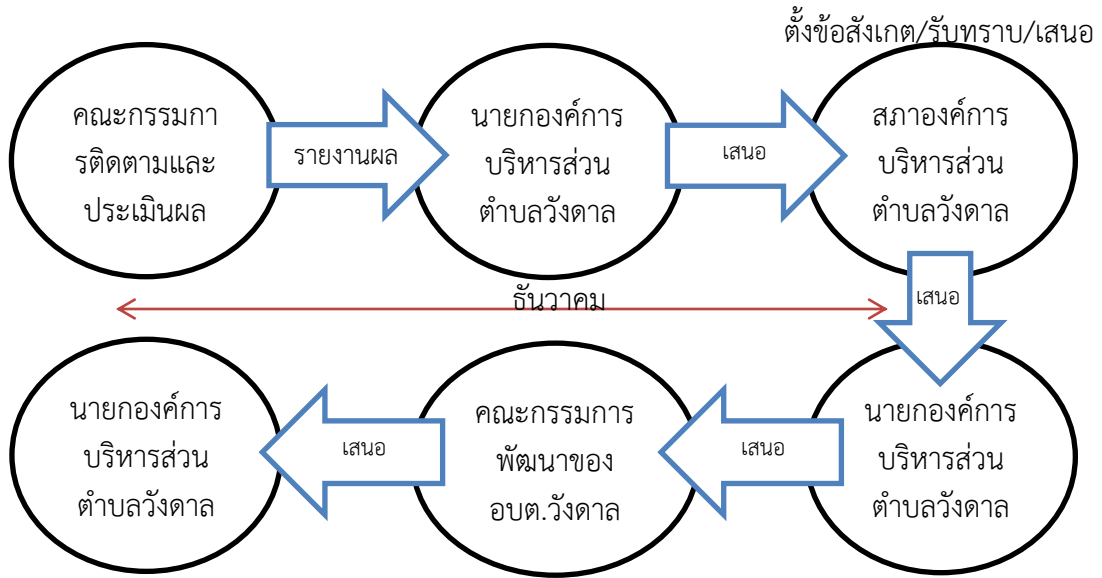 ตั้งข้อสังเกต/รับทราบ/เสนอ
คณะกรรมกา
รติดตามและ
ประเมินผล
รายงานผล
นายกองค์การ
บริหารส่วน
ตำบลวังดาล
เสนอ
สภาองค์การ
บริหารส่วน
ตำบลวังดาล
เสนอ
ธันวาคม
นายกองค์การ
บริหารส่วน
ตำบลวังดาล
เสนอ
คณะกรรมการ
พัฒนาของ
อบต.วังดาล
เสนอ
นายกองค์การ
บริหารส่วน
ตำบลวังดาล